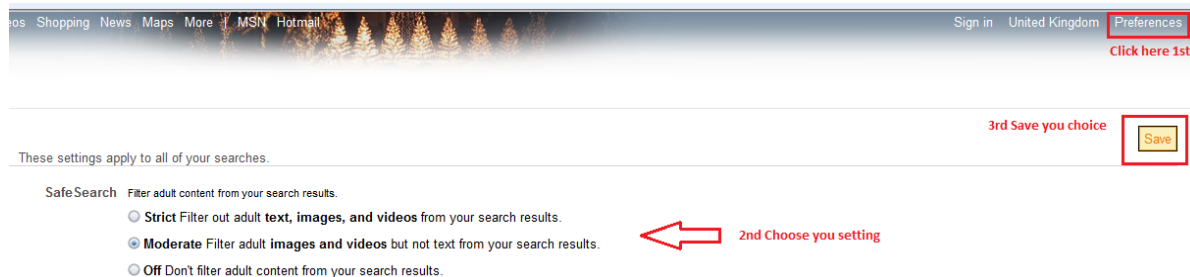 eos Shopping News Maps More | MSN Hotmail Sign in United Kingdom Preferences
Click here 1st
3rd Save you choice
Save
These settings apply to all of your searches.
SafeSearch Filter adult content from your search results.
Strict Filter out adult text, images, and videos from your search results.
Moderate Filter adult images and videos but not text from your search results.
2nd Choose you setting
Off Don't filter adult content from your search results.